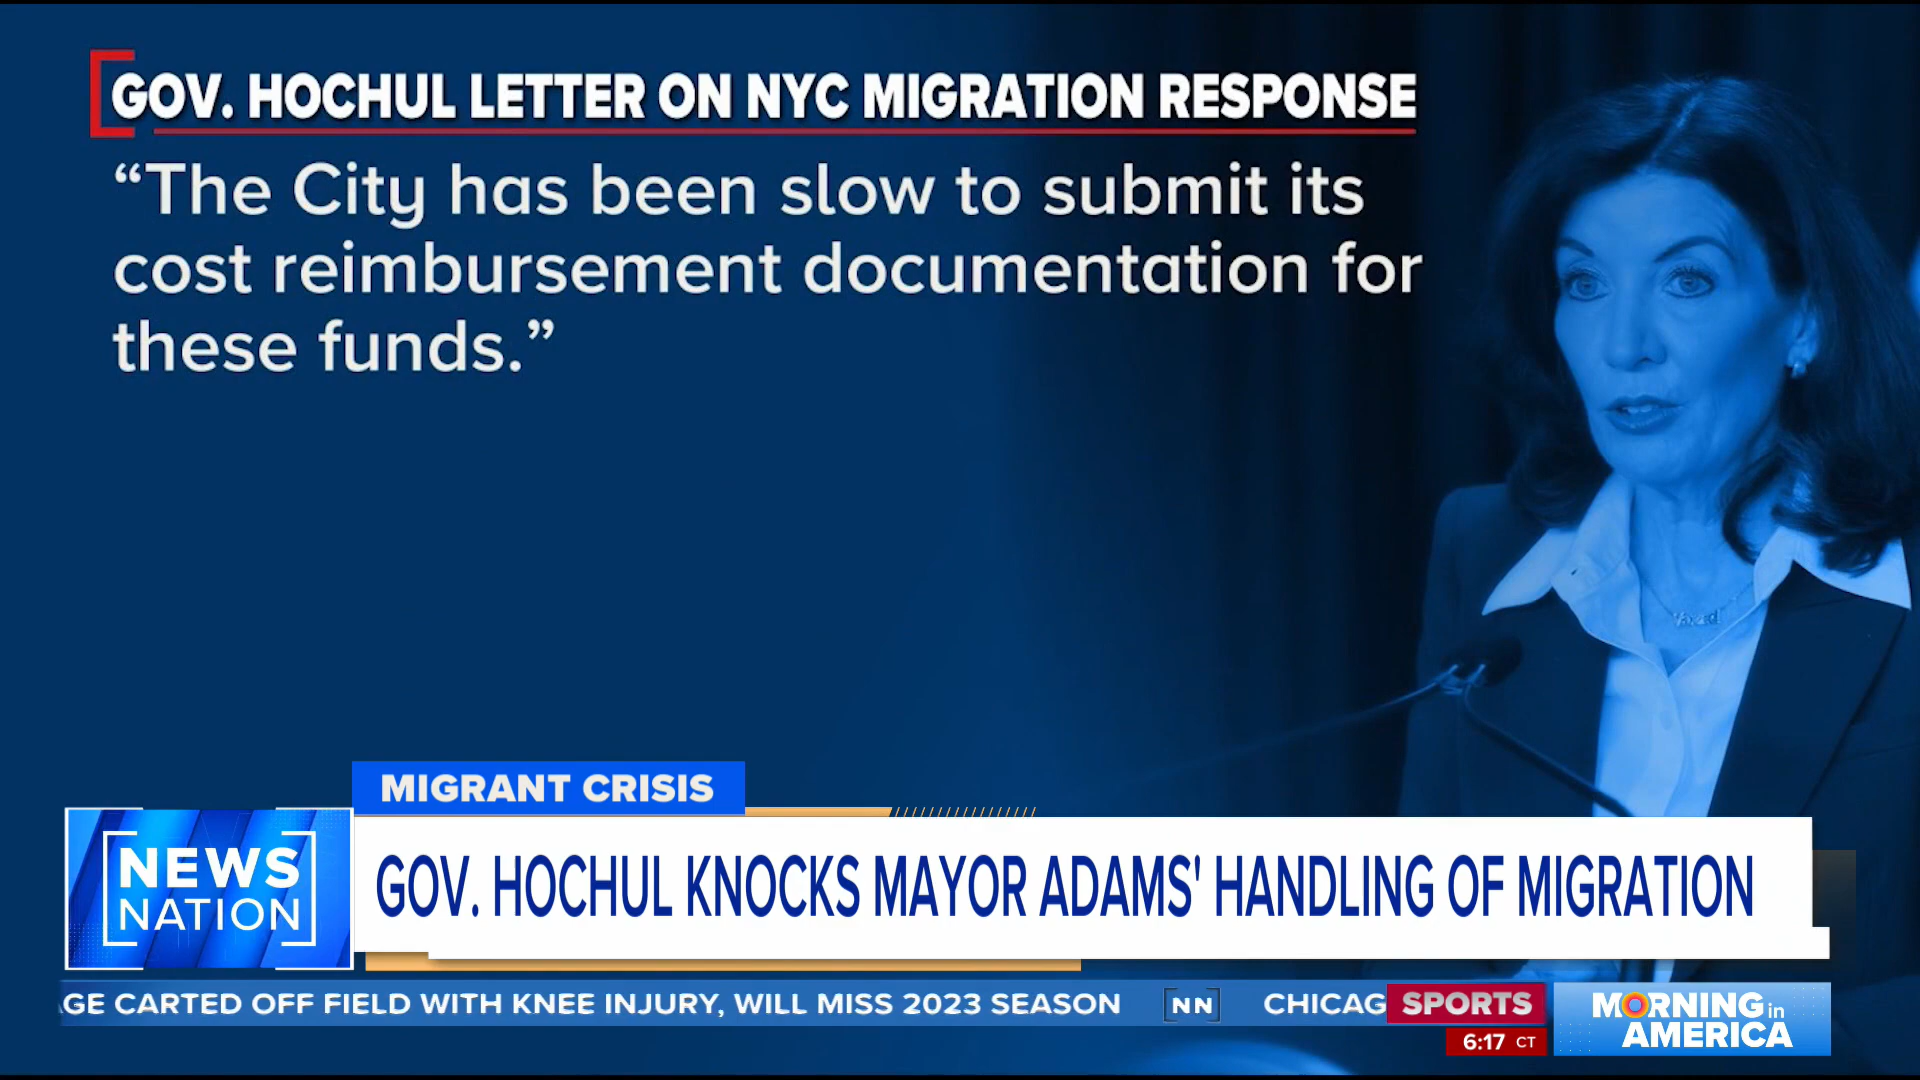 GOV. HOCHUL LETTER ON NYC MIGRATION RESPONSE
“The City has been slow to submit its
cost reimbursement documentation for
these funds.”
MIGRANT CRISIS
NEWS
NATION
GOV. HOCHUL KNOCKS MAYOR ADAMS' HANDLING OF MIGRATION
GE CARTED OFF FIELD WITH KNEE INJURY, WILL MISS 2023 SEASON [NN] CHICAG
SPORTS
6:17 CT
MORNING in
AMERICA